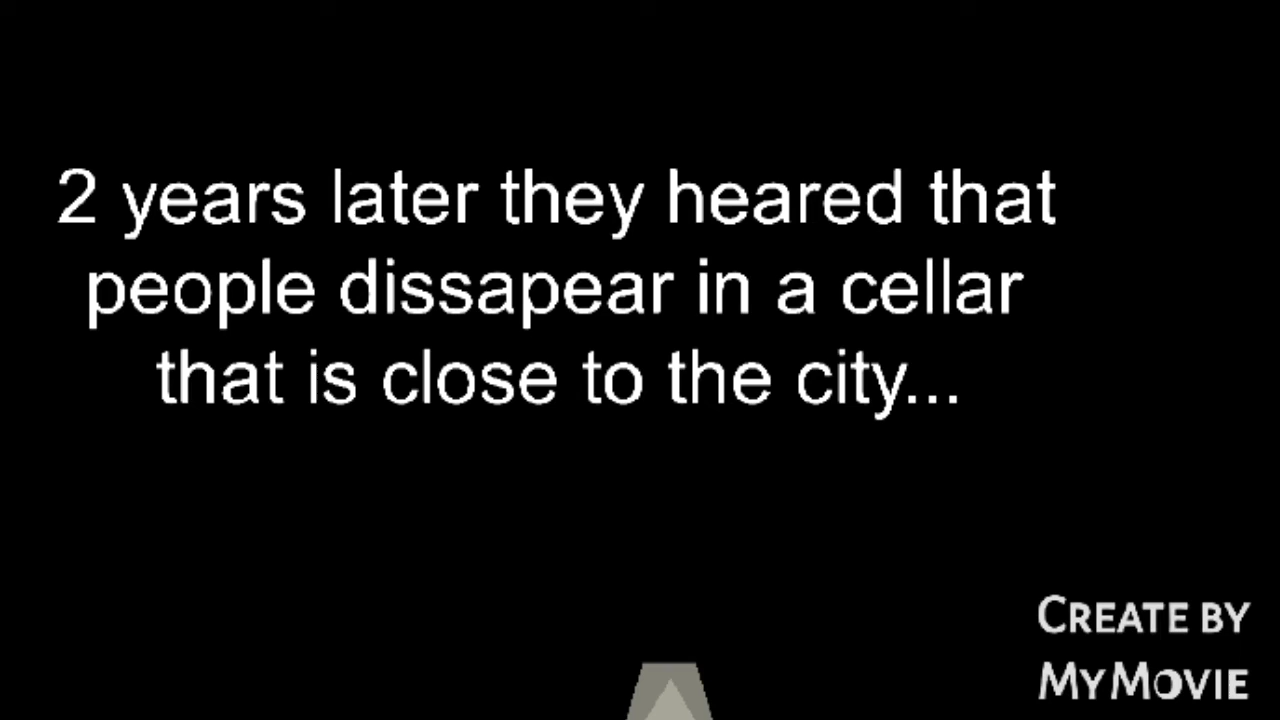 2 years later they heared that
people dissapear in a cellar
that is close to the city...
CREATE BY
MYMOVIE